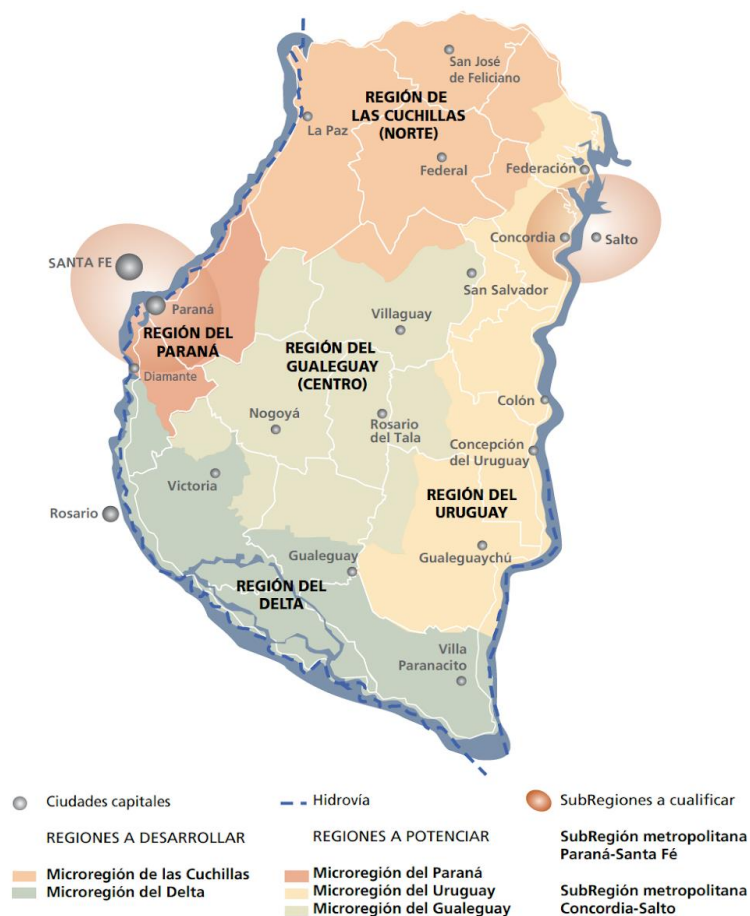 San José
de Feliciano
REGIÓN DE
LAS CUCHILLAS
(NORTE)
La Paz
Federal
Federación
SANTA FE
Concordia
Salto
San Salvador
Paraná
Villaguay
REGIÓN DEL
PARANÁ
REGIÓN DEL
GUALEGUAY
(CENTRO)
Diamante
Colón
Nogoyá
Rosario
del Tala
Concepción
del Uruguay
Victoria
REGIÓN DEL
URUGUAY
Rosario
Gualeguay
Gualeguaychú
REGIÓN DEL
DELTA
Villa
Paranacito
Ciudades capitales
Hidrovía
SubRegiones a cualificar
REGIONES A DESARROLLAR
REGIONES A POTENCIAR
SubRegión metropolitana
Paraná-Santa Fé
Microregión de las Cuchillas
Microregión del Delta
Microregión del Paraná
Microregión del Uruguay
Microregión del Gualeguay
SubRegión metropolitana
Concordia-Salto